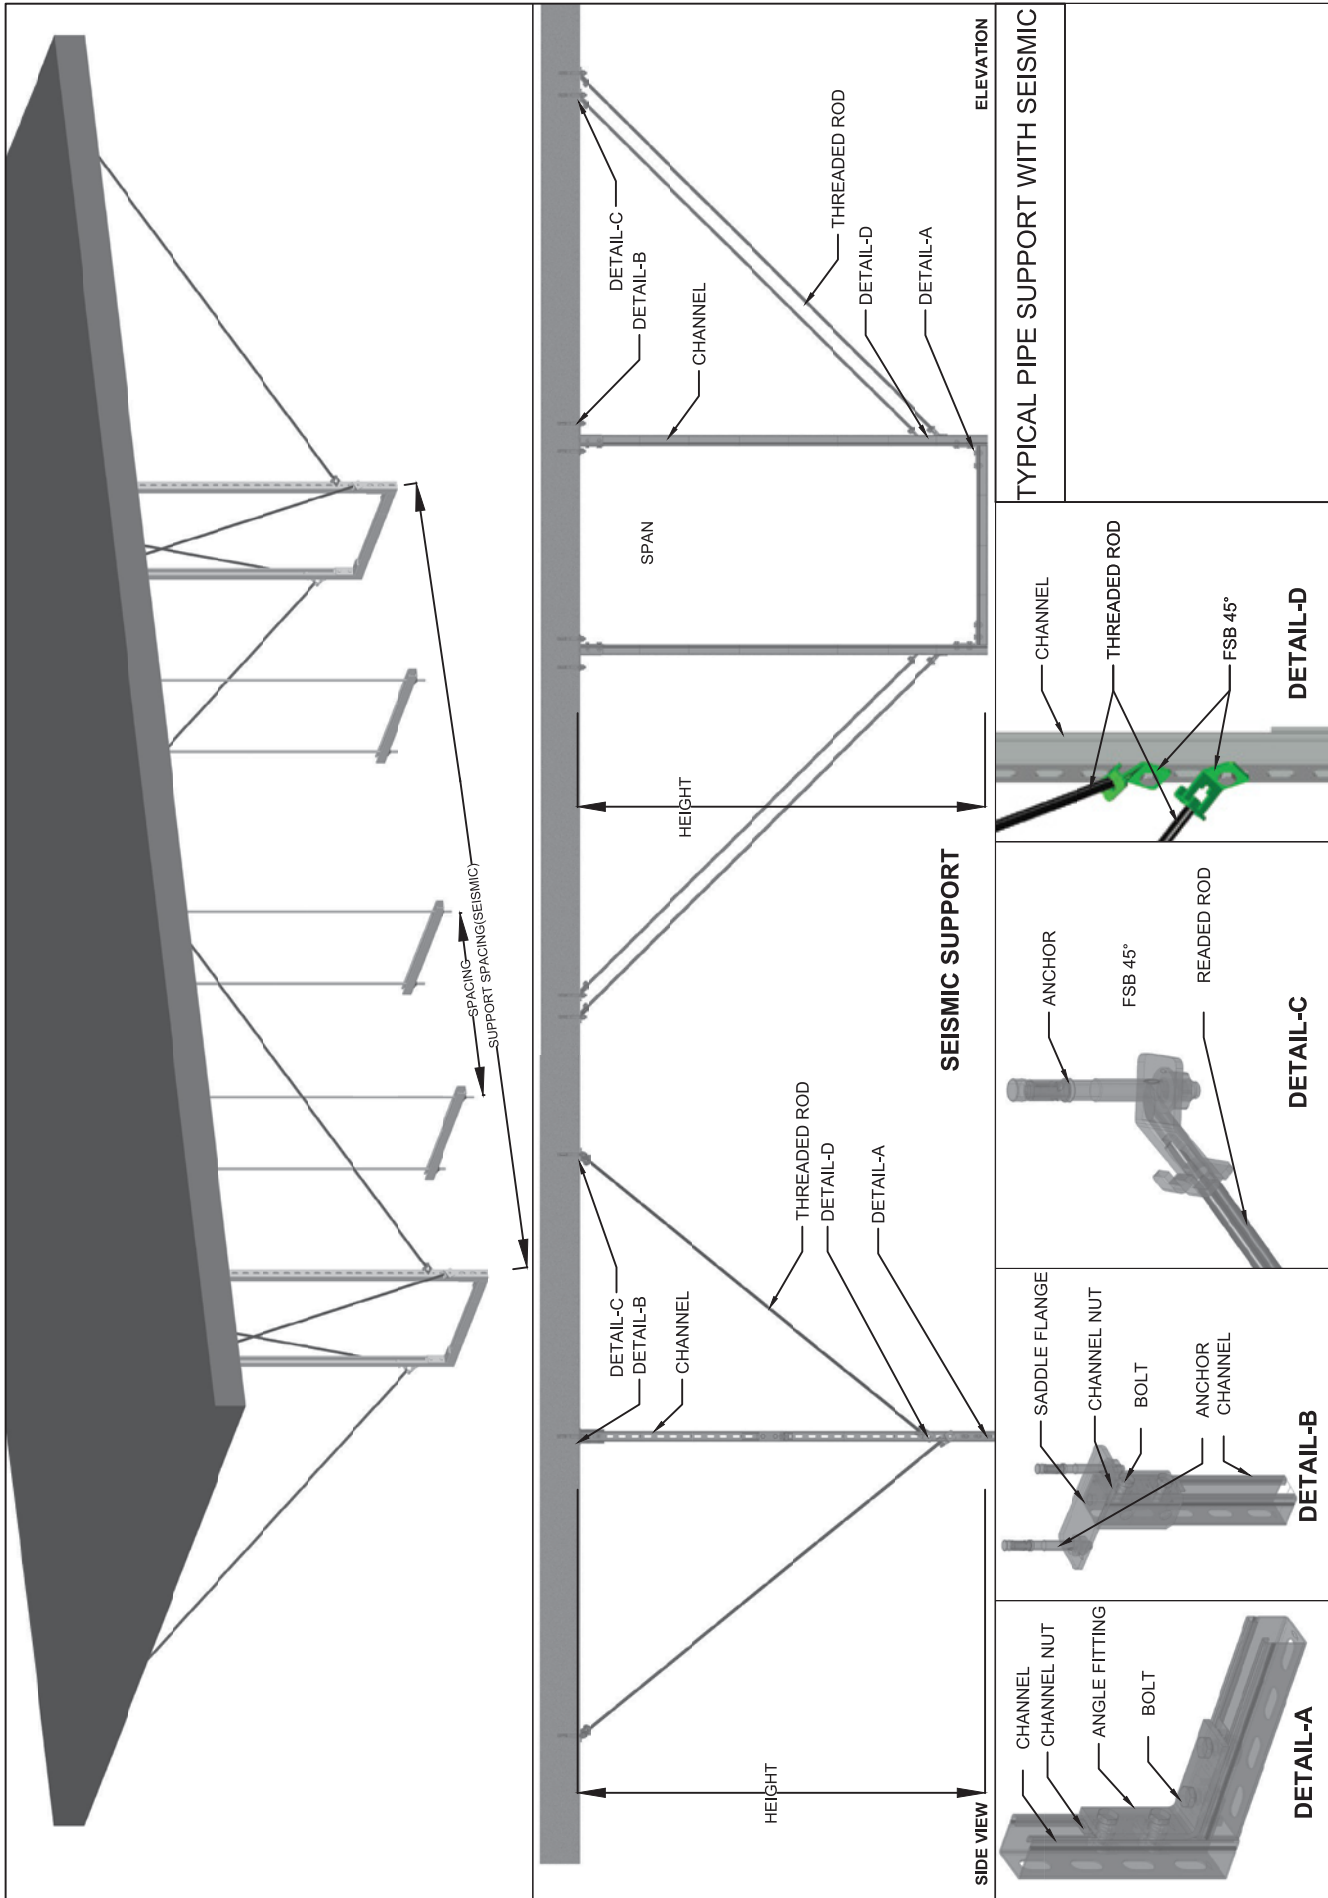 SPACING
SUPPORT SPACING(SEISMIC)
HEIGHT
SIDE VIEW
DETAIL-C
DETAIL-B
CHANNEL
THREADED ROD
DETAIL-D
DETAIL-A
SEISMIC SUPPORT
HEIGHT
SPAN
DETAIL-C
DETAIL-B
CHANNEL
THREADED ROD
DETAIL-D
DETAIL-A
ELEVATION
CHANNEL
CHANNEL NUT
ANGLE FITTING
BOLT
DETAIL-A
SADDLE FLANGE
CHANNEL NUT
BOLT
ANCHOR
CHANNEL
DETAIL-B
ANCHOR
FSB 45°
READED ROD
DETAIL-C
CHANNEL
THREADED ROD
FSB 45°
DETAIL-D
TYPICAL PIPE SUPPORT WITH SEISMIC